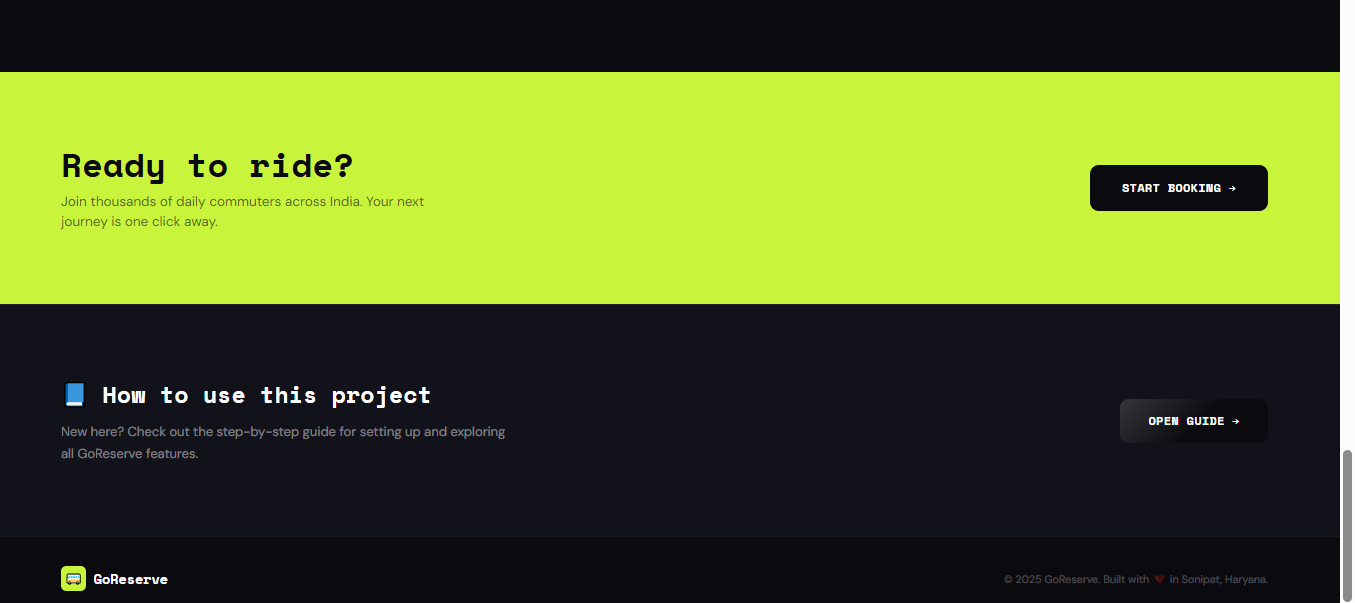 Ready to ride?
Join thousands of daily commuters across India. Your next
journey is one click away.
START BOOKING →
How to use this project
New here? Check out the step-by-step guide for setting up and exploring
all GoReserve features.
OPEN GUIDE →
GoReserve
© 2025 GoReserve. Built with ❤ in Sonipat, Haryana.